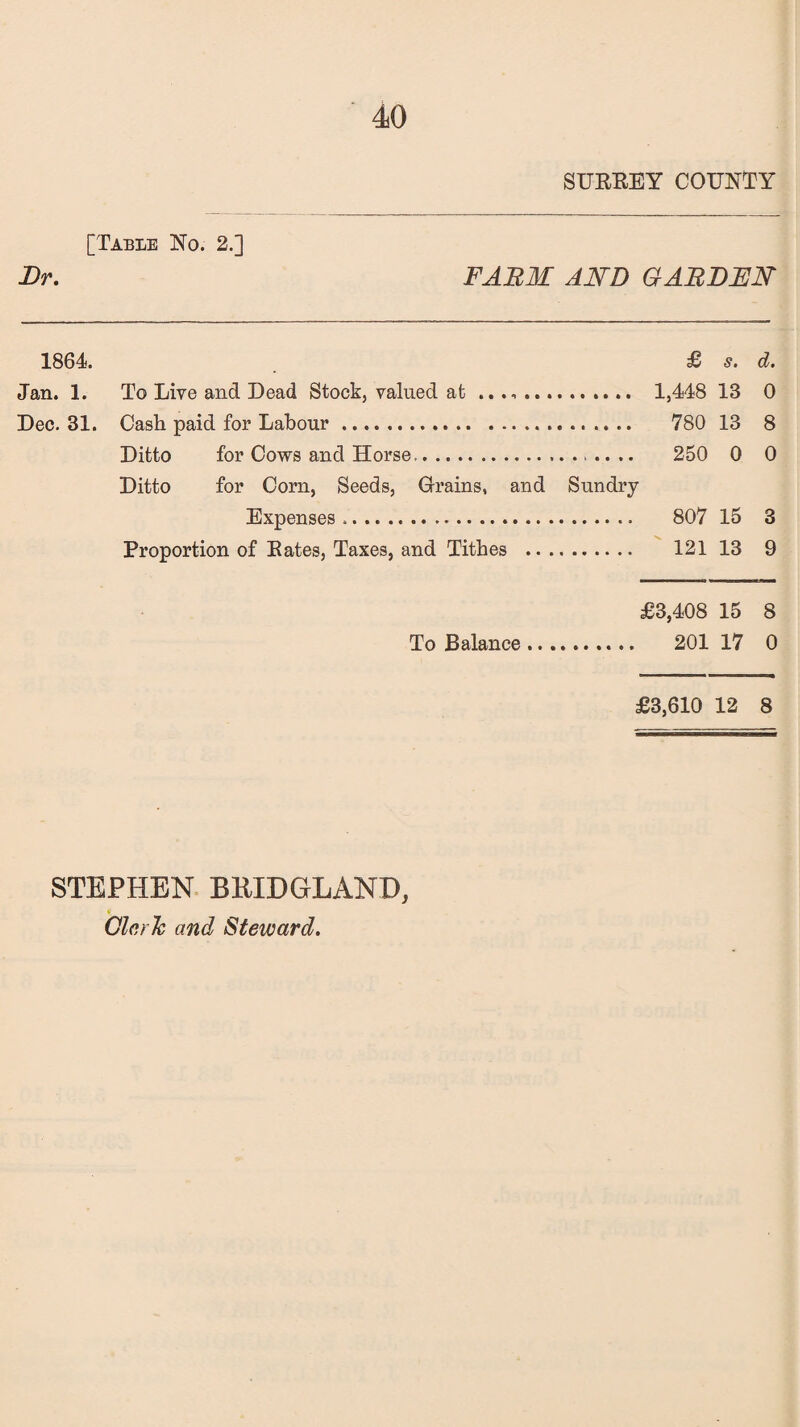 40
SURREY COUNTY
[Table No. 2.]
Dr. FARM AND GARDEN
1864. £ s. d.
Jan. 1. To Live and Dead Stock, valued at .... 1,448 13 0
Dec. 31. Cash paid for Labour .... 780 13 8
Ditto for Cows and Horse .... 250 0 0
Ditto for Corn, Seeds, Grains, and Sundry
Expenses .... 807 15 3
Proportion of Rates, Taxes, and Tithes .... 121 13 9
£3,408 15 8
To Balance .... 201 17 0
£3,610 12 8
STEPHEN BRIDGLAND,
Clerk and Steward.